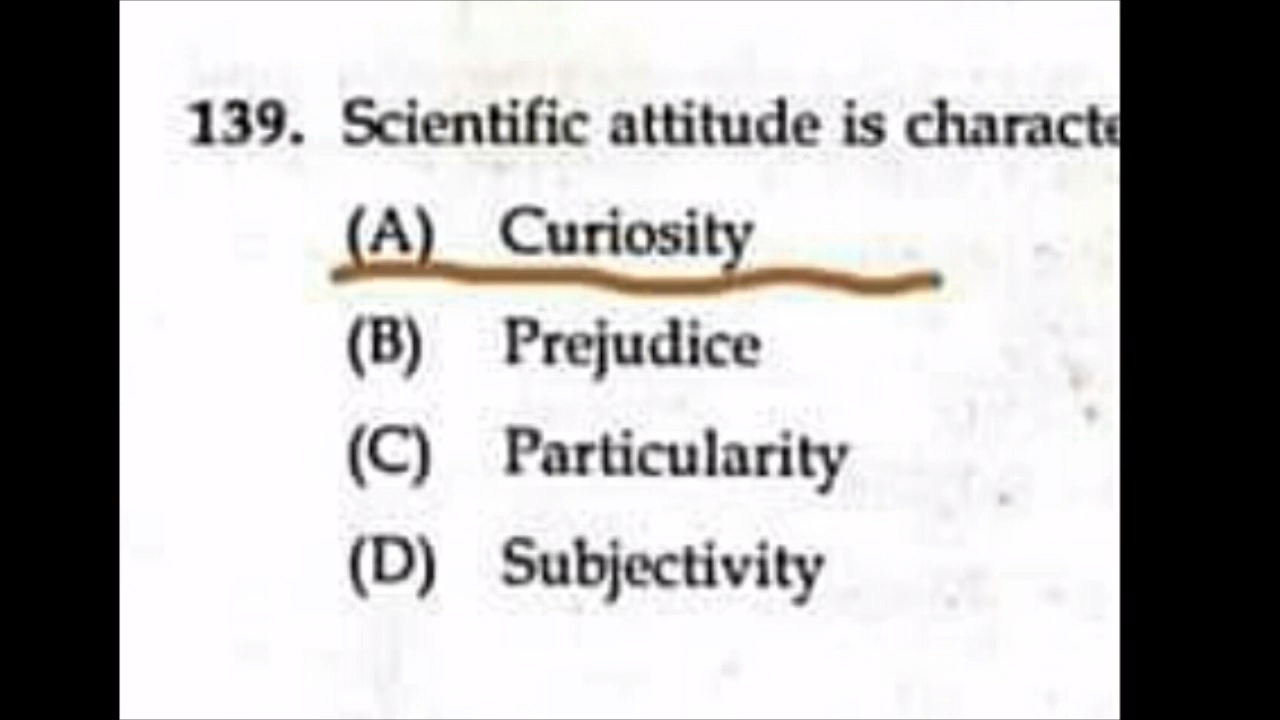 139. Scientific attitude is characte
(A) Curiosity
(B) Prejudice
(C) Particularity
(D) Subjectivity